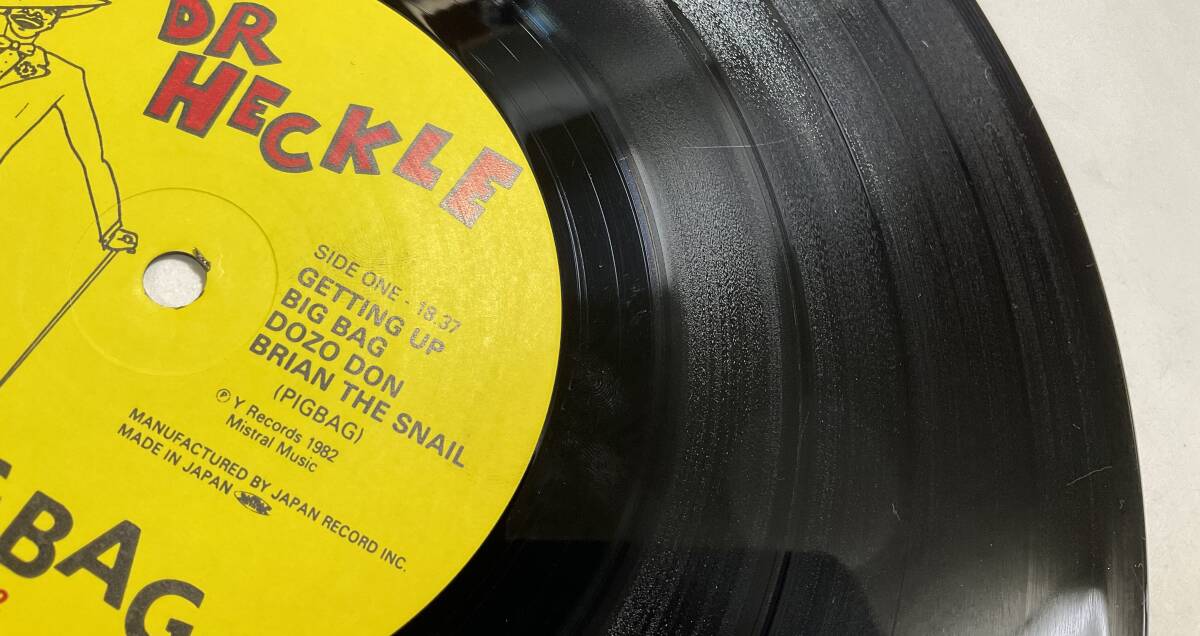 DR
HECKLE
SIDE ONE - 18.37
GETTING UP
BIG BAG
DOZO DON
BRIAN THE SNAIL
(PIGBAG)
Ⓟ Y Records 1982
Mistral Music
MANUFACTURED BY JAPAN RECORD INC.
MADE IN JAPAN
BAG